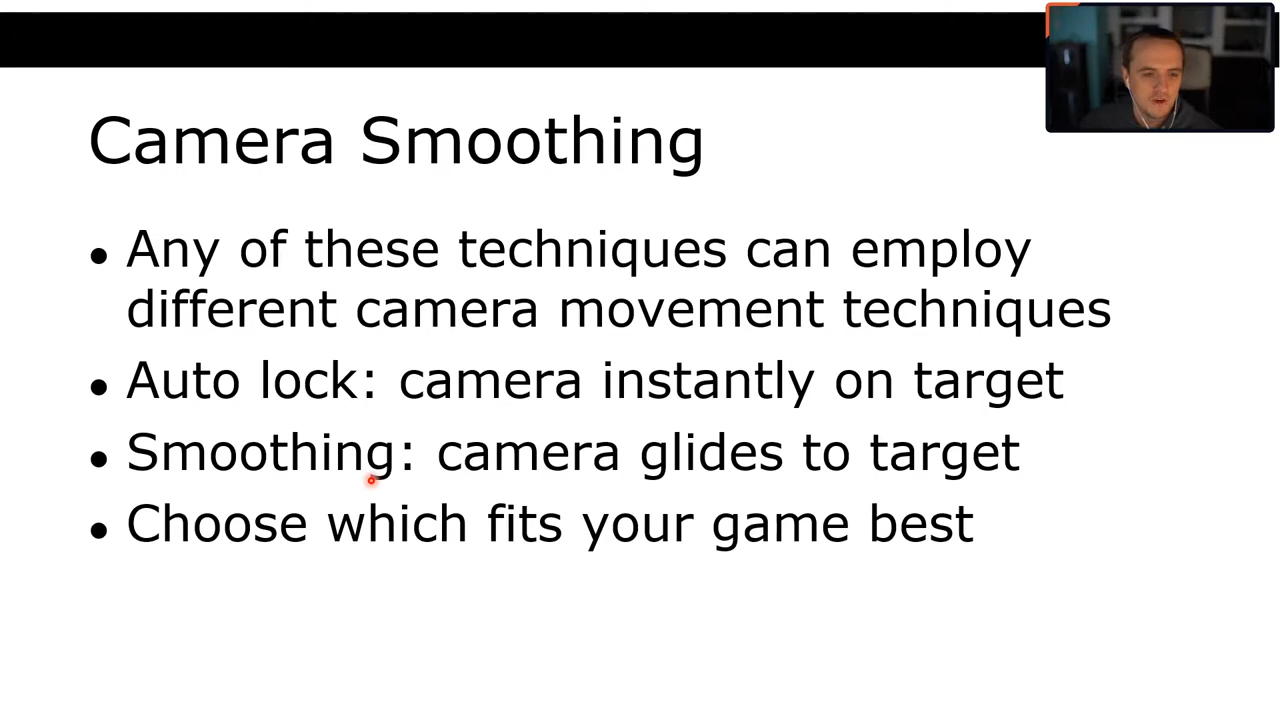 Camera Smoothing
• Any of these techniques can employ
different camera movement techniques
• Auto lock: camera instantly on target
• Smoothing: camera glides to target
• Choose which fits your game best